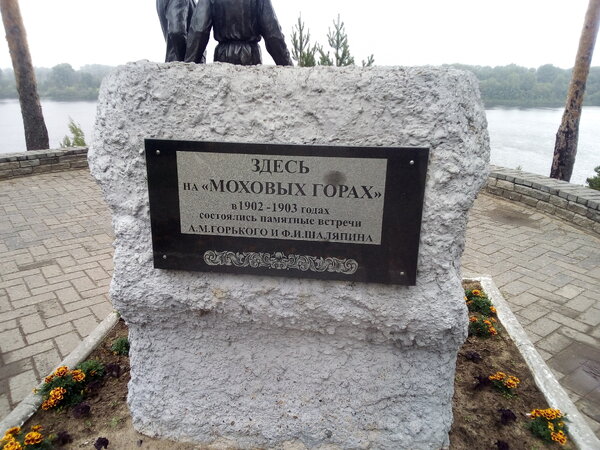 ЗДЕСЬ
НА «МОХОВЫХ ГОРАХ»
в 1902-1903 годах
состоялись памятные встречи
А.М.ГОРЬКОГО И Ф.И.ШАЛЯПИНА